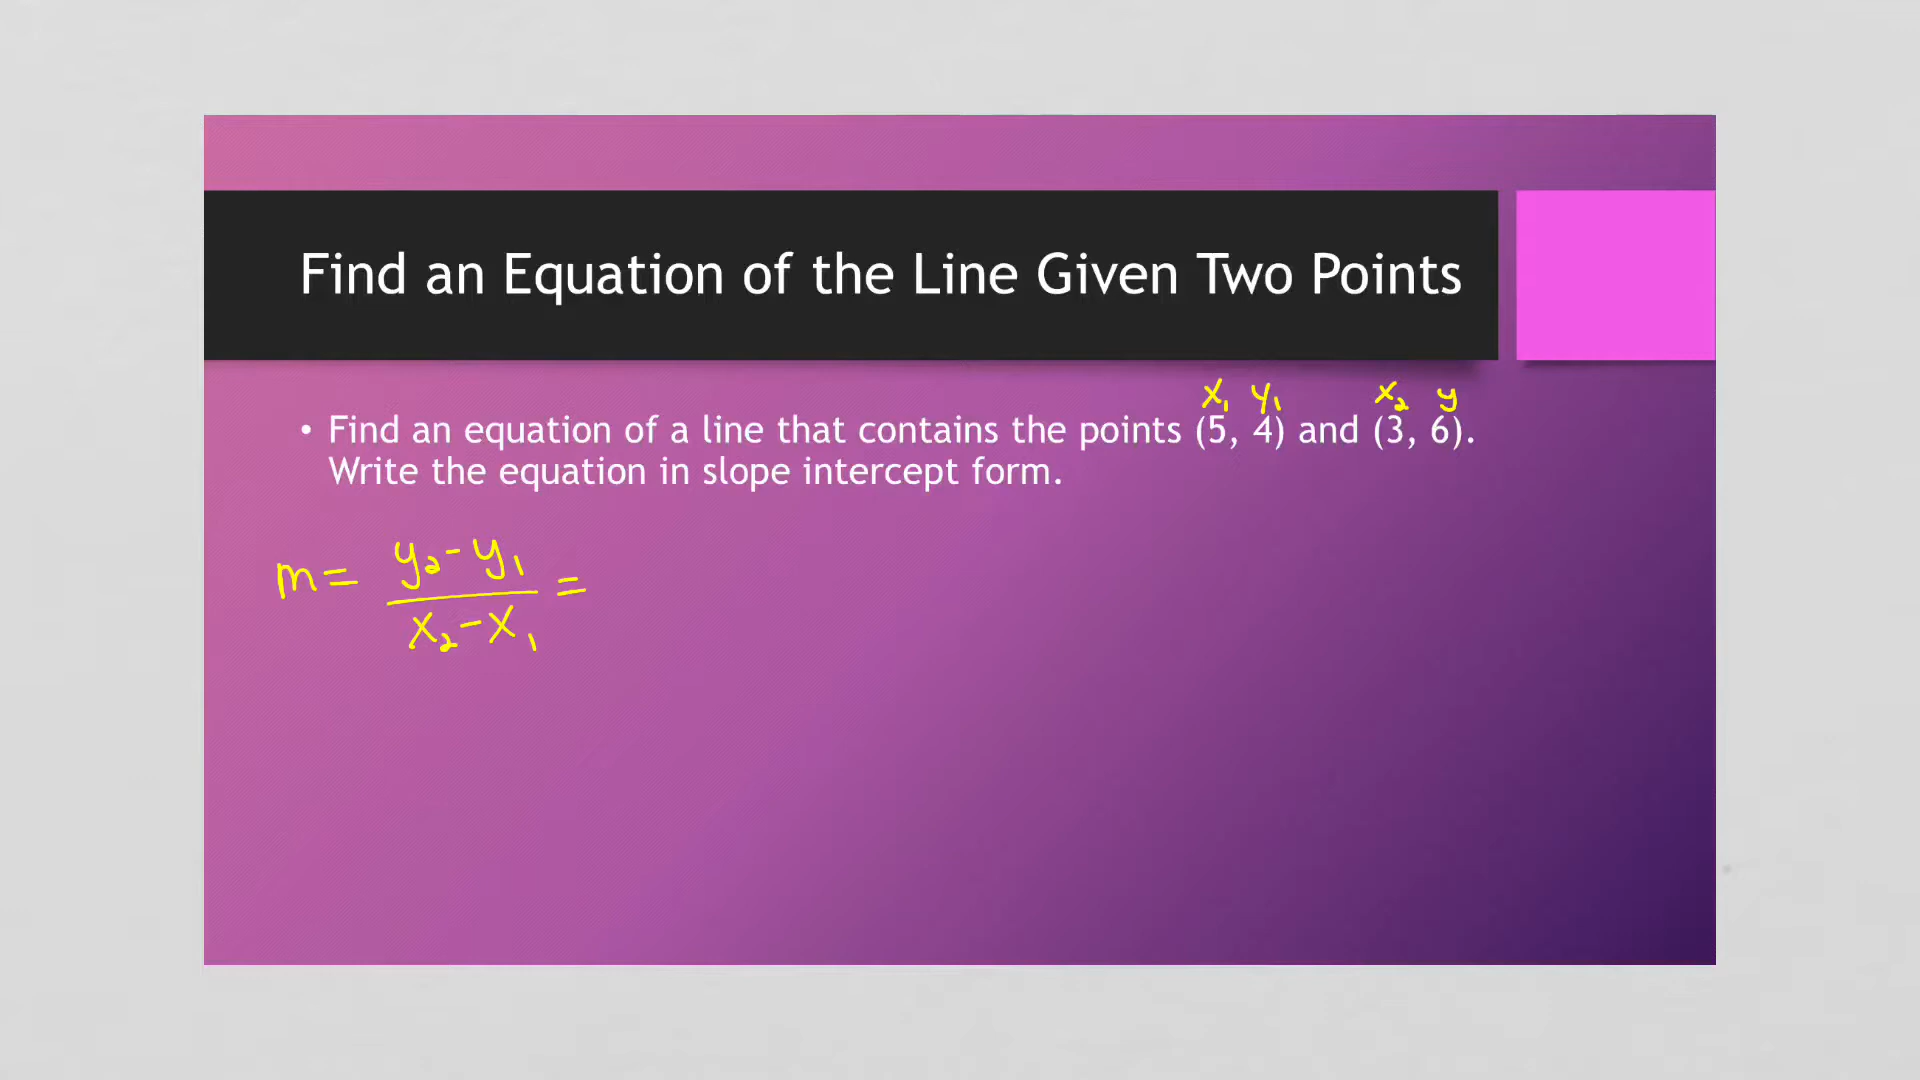 Find an Equation of the Line Given Two Points
x₁ y₁ x₂ y
• Find an equation of a line that contains the points (5, 4) and (3, 6).
Write the equation in slope intercept form.
m = y₂ - y₁ =
x₂ - x₁